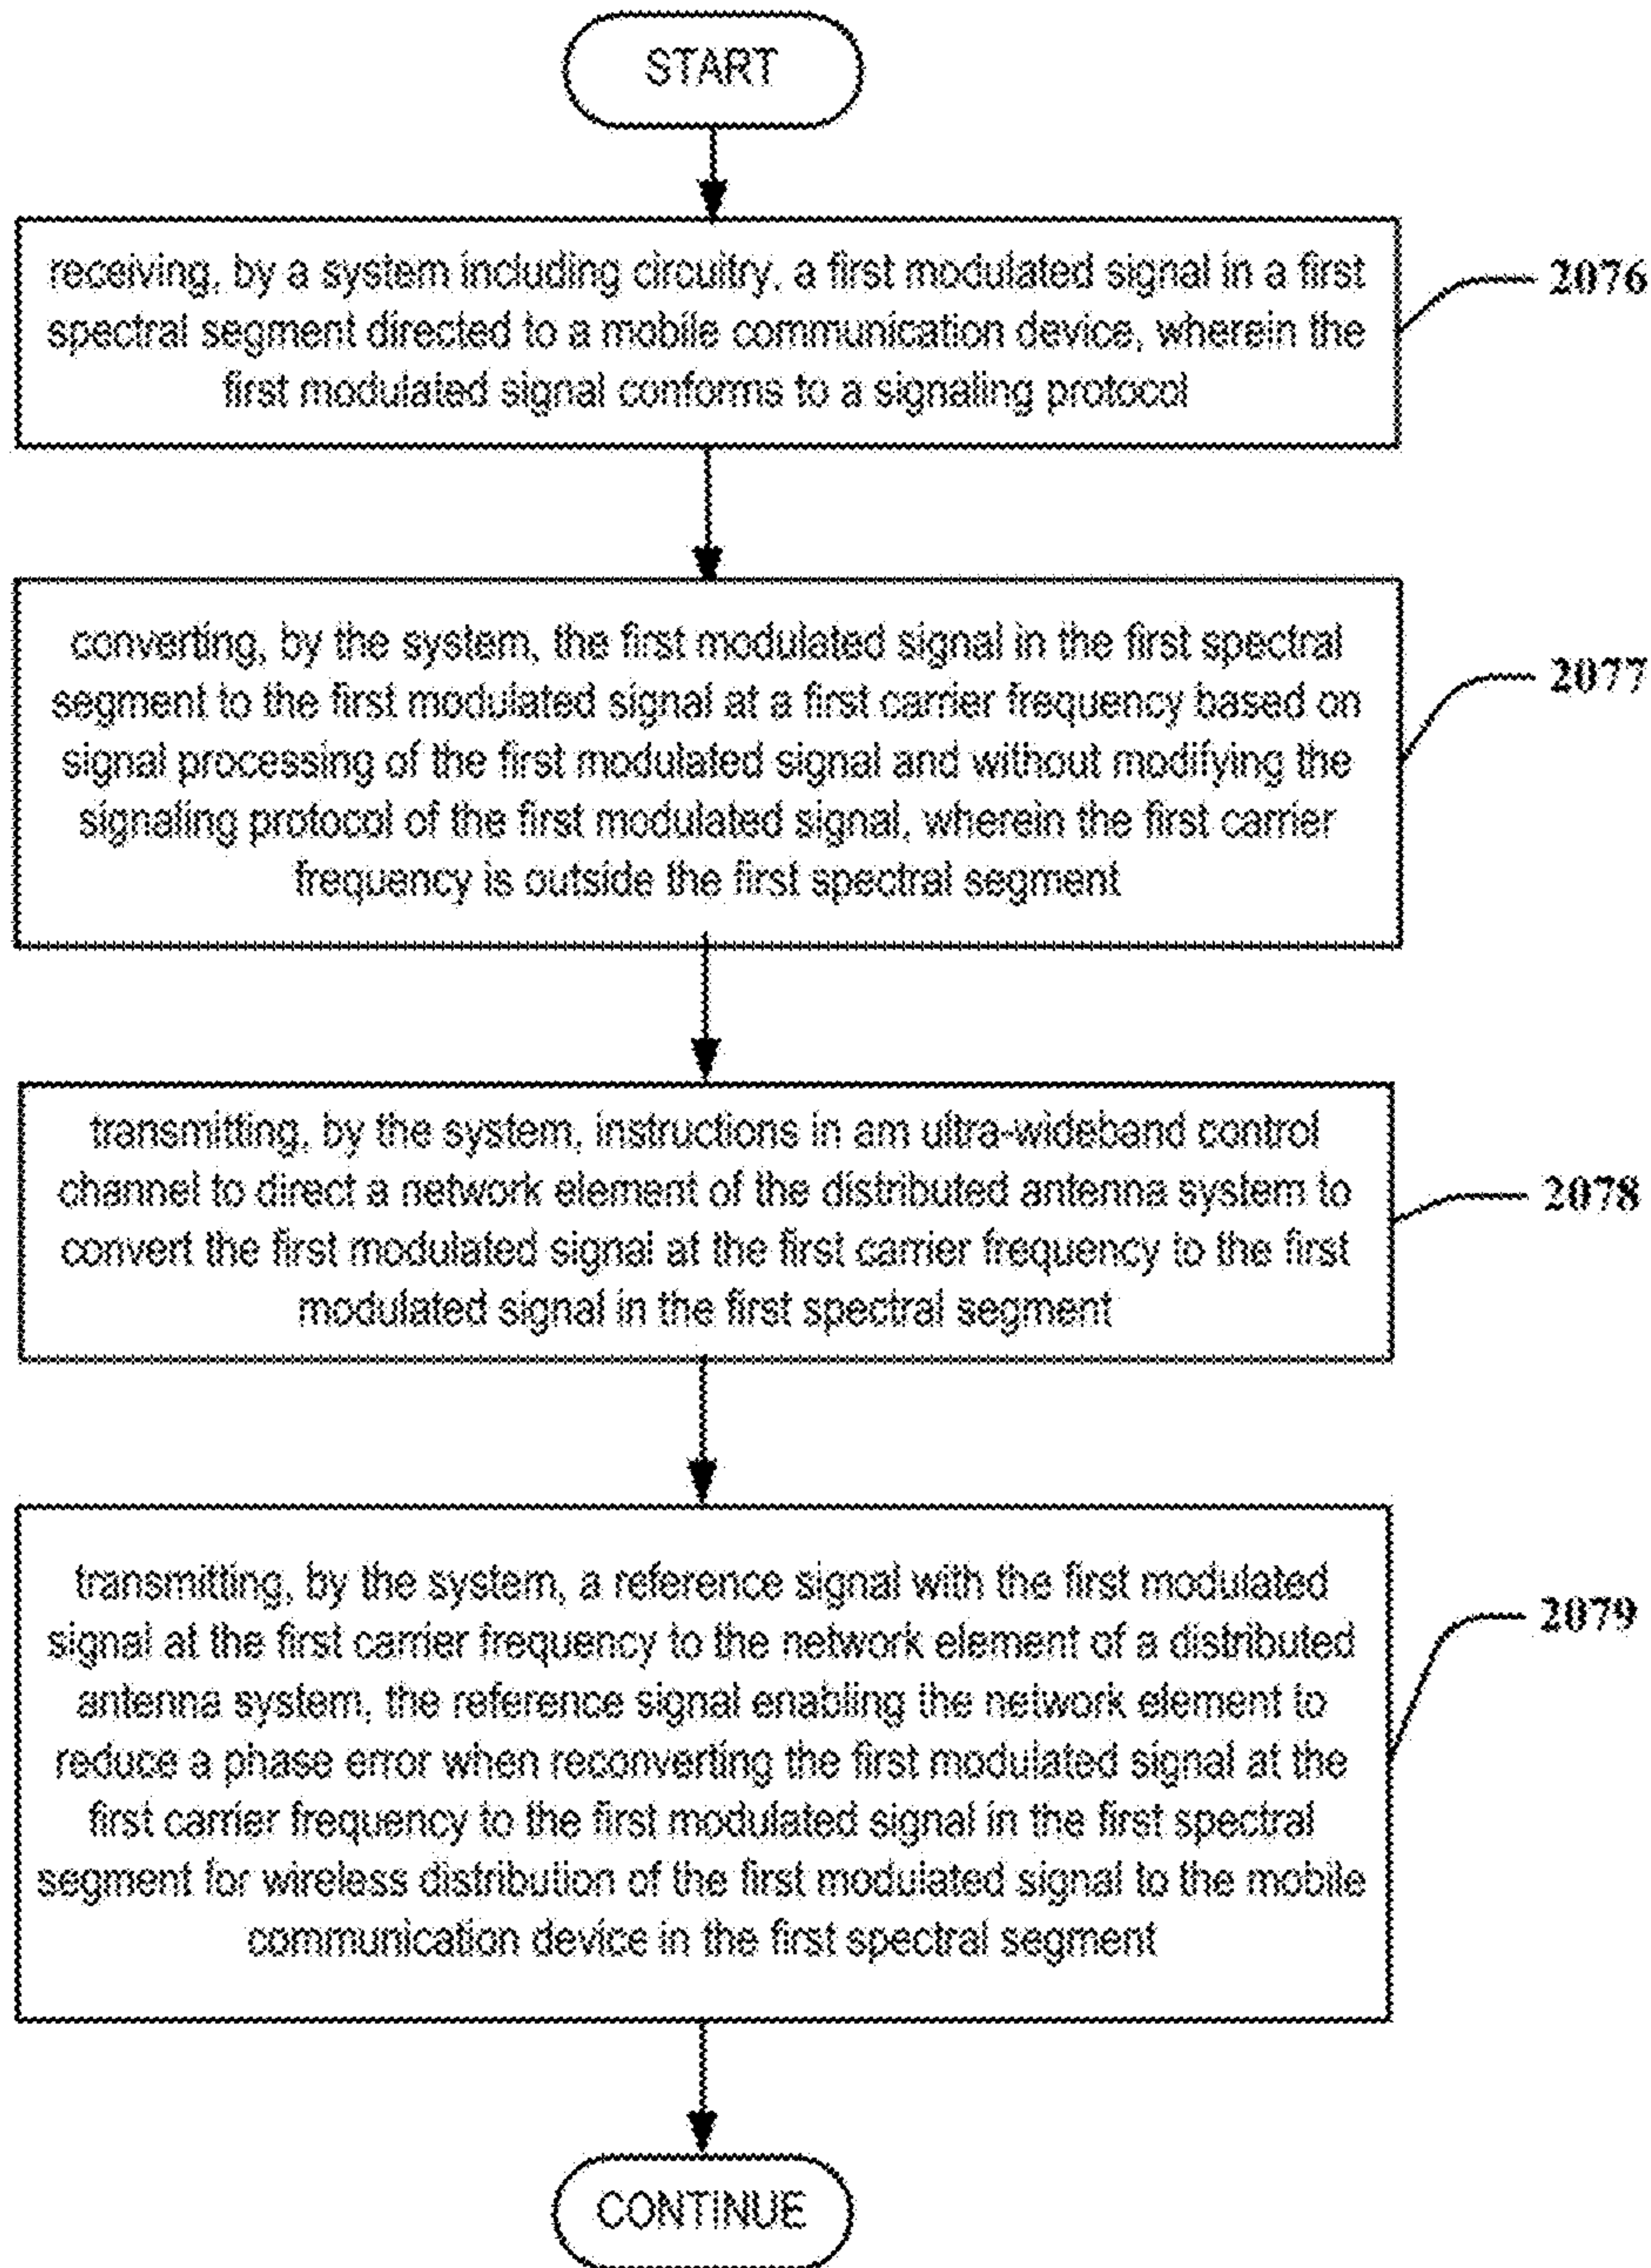 START
receiving, by a system including circuitry, a first modulated signal in a first
spectral segment directed to a mobile communication device, wherein the
first modulated signal conforms to a signaling protocol
2076
converting, by the system, the first modulated signal in the first spectral
segment to the first modulated signal at a first carrier frequency based on
signal processing of the first modulated signal and without modifying the
signaling protocol of the first modulated signal, wherein the first carrier
frequency is outside the first spectral segment
2077
transmitting, by the system, instructions in am ultra-wideband control
channel to direct a network element of the distributed antenna system to
convert the first modulated signal at the first carrier frequency to the first
modulated signal in the first spectral segment
2078
transmitting, by the system, a reference signal with the first modulated
signal at the first carrier frequency to the network element of a distributed
antenna system, the reference signal enabling the network element to
reduce a phase error when reconverting the first modulated signal at the
first carrier frequency to the first modulated signal in the first spectral
segment for wireless distribution of the first modulated signal to the mobile
communication device in the first spectral segment
2079
CONTINUE